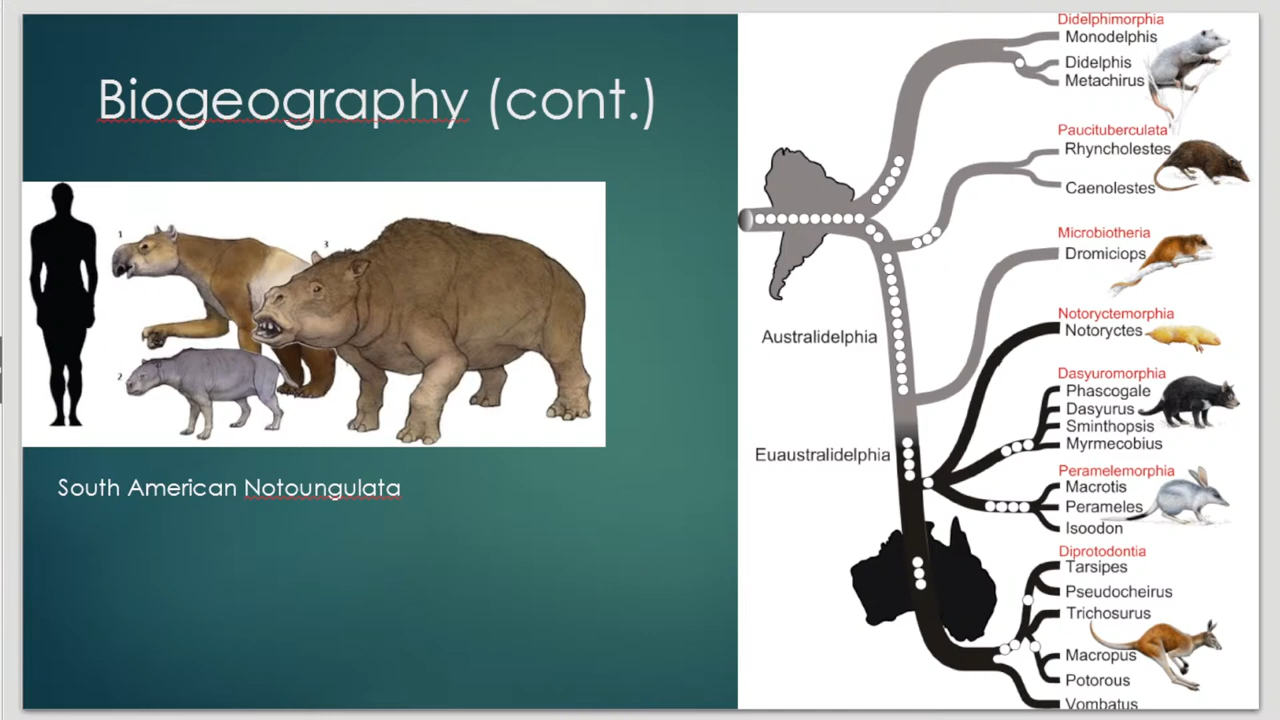 Biogeography (cont.)
1
3
2
South American Notoungulata
Australidelphia
Euaustralidelphia
Didelphimorphia
Monodelphis
Didelphis
Metachirus
Paucituberculata
Rhyncholestes
Caenolestes
Microbiotheria
Dromiciops
Notoryctemorphia
Notoryctes
Dasyuromorphia
Phascogale
Dasyurus
Sminthopsis
Myrmecobius
Peramelemorphia
Macrotis
Perameles
Isoodon
Diprotodontia
Tarsipes
Pseudocheirus
Trichosurus
Macropus
Potorous
Vombatus